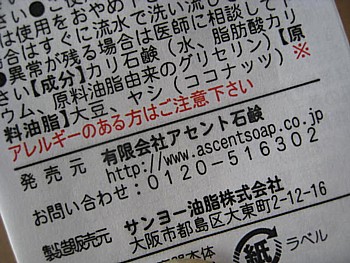 は使用をおやめ下さい
合はすぐに流水で洗い流し
●異常が残る場合は医師に相談して下
さい【成分】カリ石鹸（水、脂肪酸カリ
ウム、原料油脂由来のグリセリン）【原
料油脂】大豆、ヤシ（ココナッツ）※
アレルギーのある方はご注意下さい
発売元 有限会社アセント石鹸
http://www.ascentsoap.co.jp
お問い合わせ：0120-516302
製造販売元 サンヨー油脂株式会社
大阪市都島区大東町2-12-16
本体
紙 ラベル